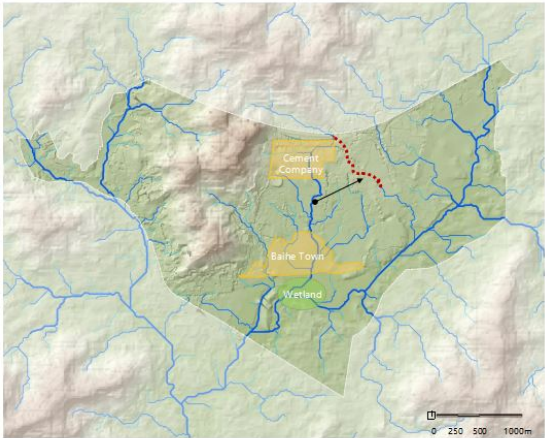 Cement
Company
Baihe Town
Wetland
0 250 500 1000m